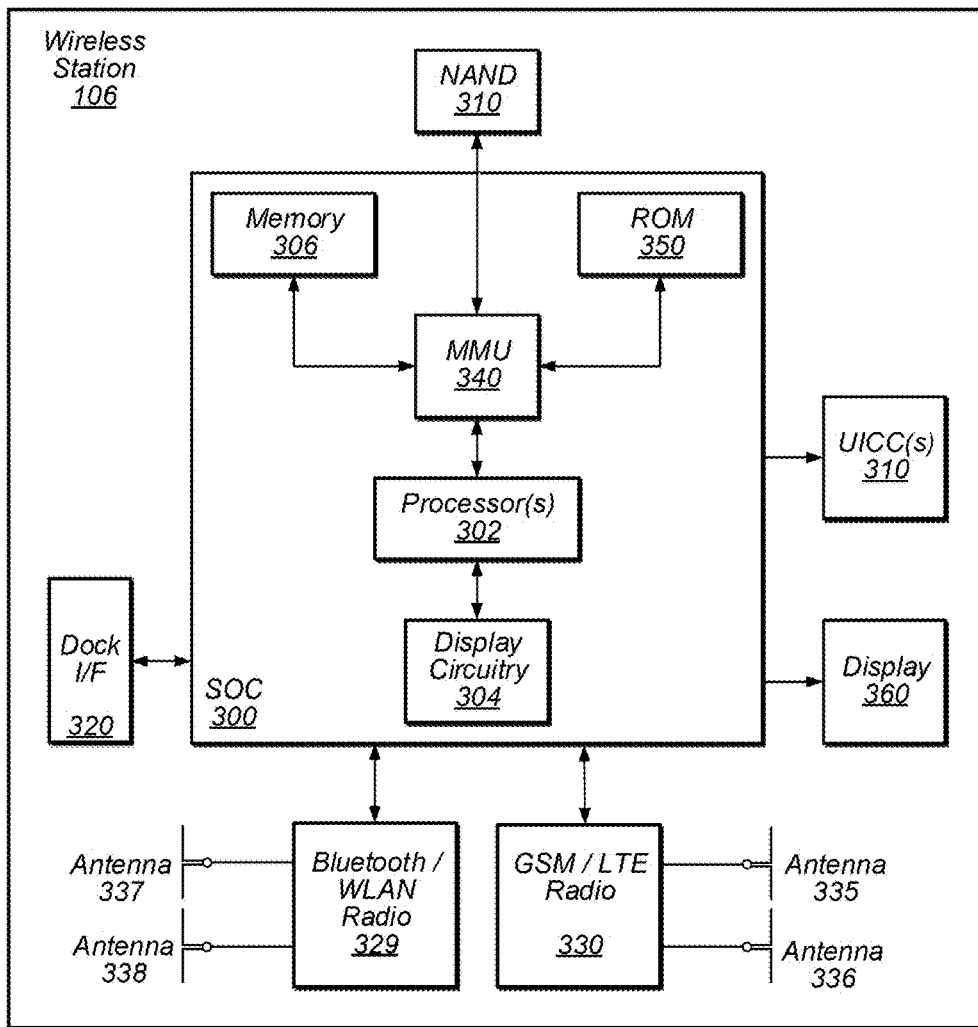 Wireless
Station
106
NAND
310
Memory
306
ROM
350
MMU
340
UICC(s)
310
Processor(s)
302
Dock
I/F
320
Display
Circuitry
304
Display
360
SOC
300
Antenna
337
Bluetooth /
WLAN
Radio
329
GSM / LTE
Radio
330
Antenna
335
Antenna
338
Antenna
336